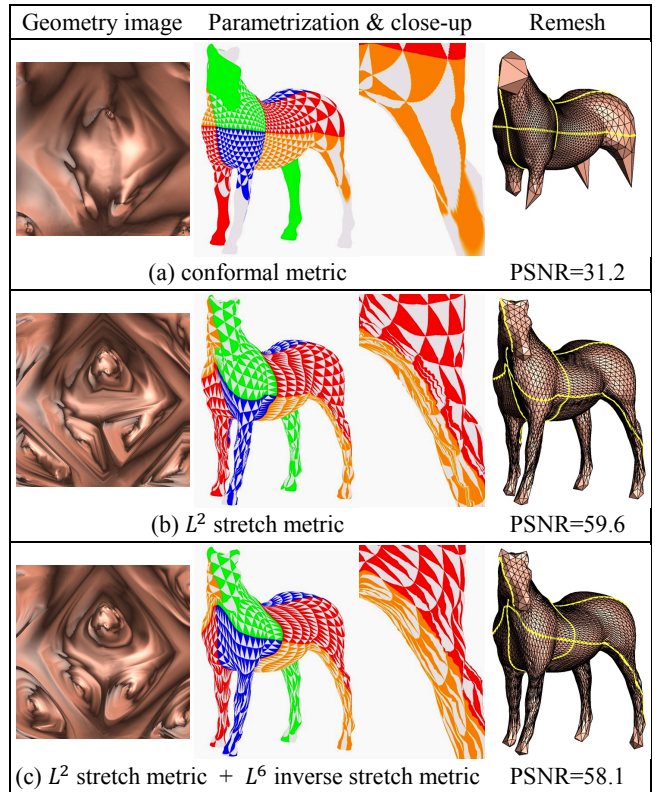 Geometry image Parametrization & close-up Remesh
(a) conformal metric PSNR=31.2
(b) L² stretch metric PSNR=59.6
(c) L² stretch metric + L⁶ inverse stretch metric PSNR=58.1